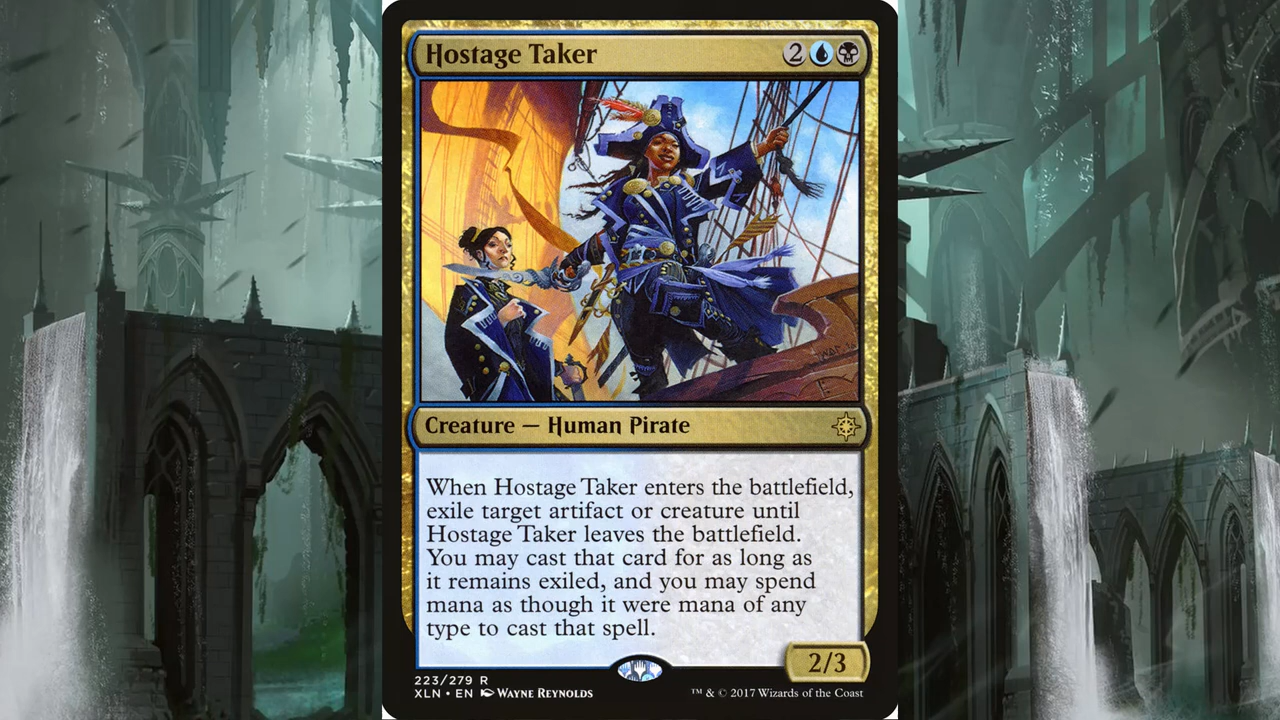 Hostage Taker 2
Creature — Human Pirate
When Hostage Taker enters the battlefield,
exile target artifact or creature until
Hostage Taker leaves the battlefield.
You may cast that card for as long as
it remains exiled, and you may spend
mana as though it were mana of any
type to cast that spell.
2/3
223/279 R
XLN • EN Wayne Reynolds
™ & © 2017 Wizards of the Coast